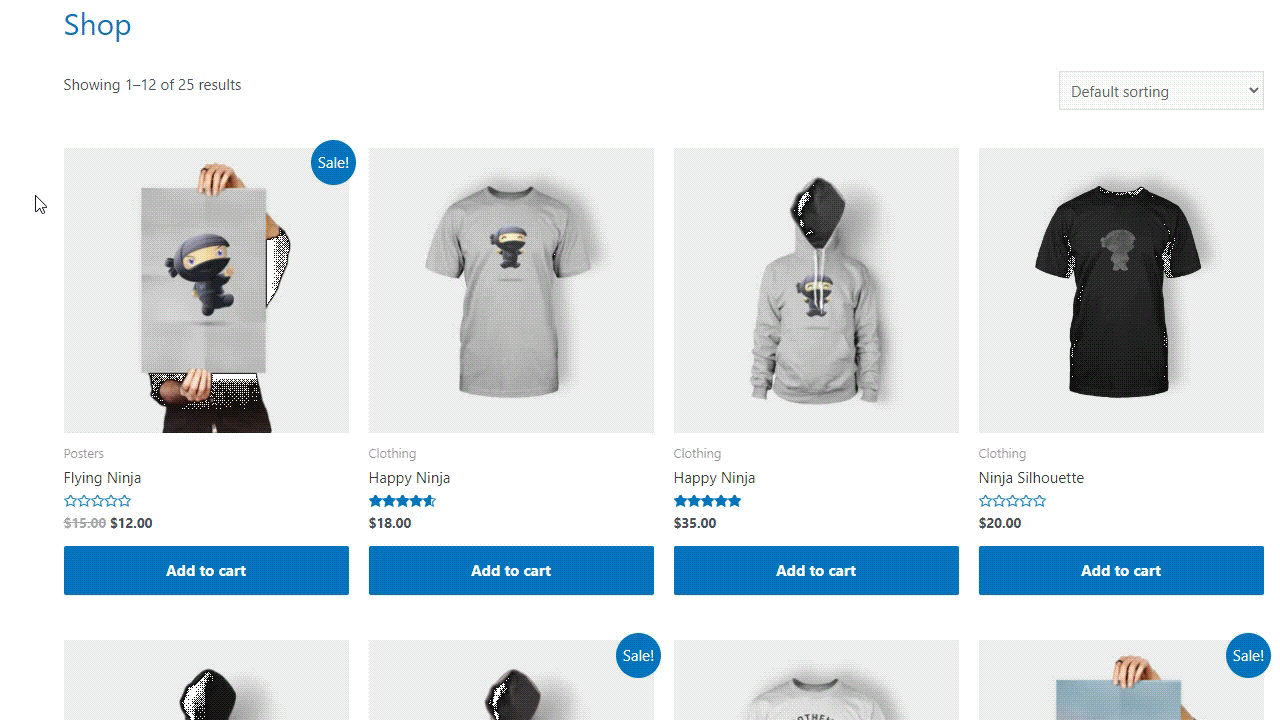 Shop
Showing 1–12 of 25 results
Default sorting
Sale!
Posters
Flying Ninja
$15.00 $12.00
Add to cart
Clothing
Happy Ninja
$18.00
Add to cart
Clothing
Happy Ninja
$35.00
Add to cart
Clothing
Ninja Silhouette
$20.00
Add to cart
Sale!
Sale!